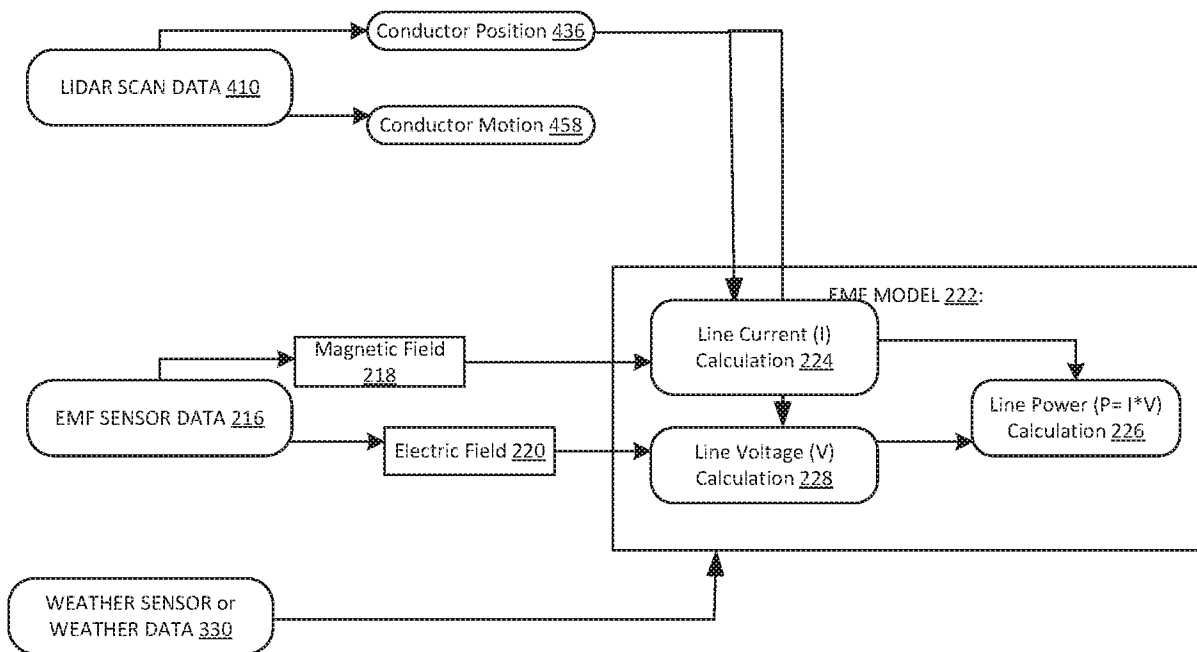 Conductor Position 436
LIDAR SCAN DATA 410
Conductor Motion 458
EMF MODEL 222:
Line Current (I)
Calculation 224
Magnetic Field
218
Line Power (P= I*V)
Calculation 226
EMF SENSOR DATA 216
Electric Field 220
Line Voltage (V)
Calculation 228
WEATHER SENSOR or
WEATHER DATA 330